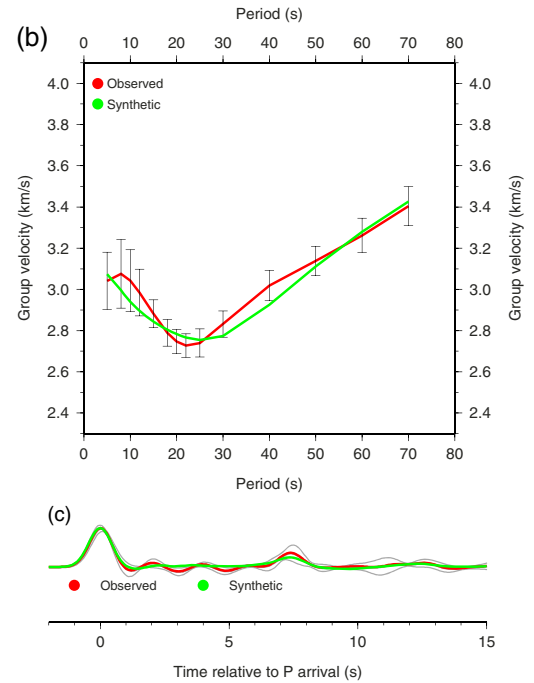 (b)
Period (s)
0 10 20 30 40 50 60 70 80
4.0 4.0
Observed
Synthetic
3.8 3.8
3.6 3.6
3.4 3.4
3.2 3.2
3.0 3.0
2.8 2.8
2.6 2.6
2.4 2.4
Group velocity (km/s)
Group velocity (km/s)
0 10 20 30 40 50 60 70 80
Period (s)
(c)
Observed Synthetic
0 5 10 15
Time relative to P arrival (s)